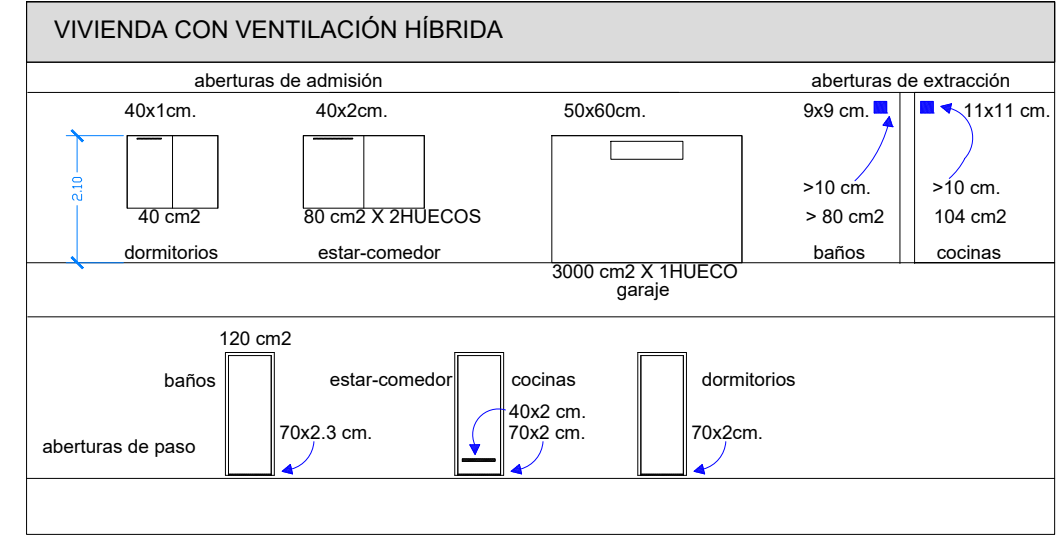 VIVIENDA CON VENTILACIÓN HÍBRIDA
aberturas de admisión
aberturas de extracción
40x1cm.
40x2cm.
50x60cm.
9x9 cm.
11x11 cm.
2.10
>10 cm.
>10 cm.
40 cm2
80 cm2 X 2HUECOS
> 80 cm2
104 cm2
dormitorios
estar-comedor
baños
cocinas
3000 cm2 X 1HUECO
garaje
120 cm2
baños
estar-comedor
cocinas
dormitorios
40x2 cm.
70x2.3 cm.
70x2 cm.
70x2cm.
aberturas de paso